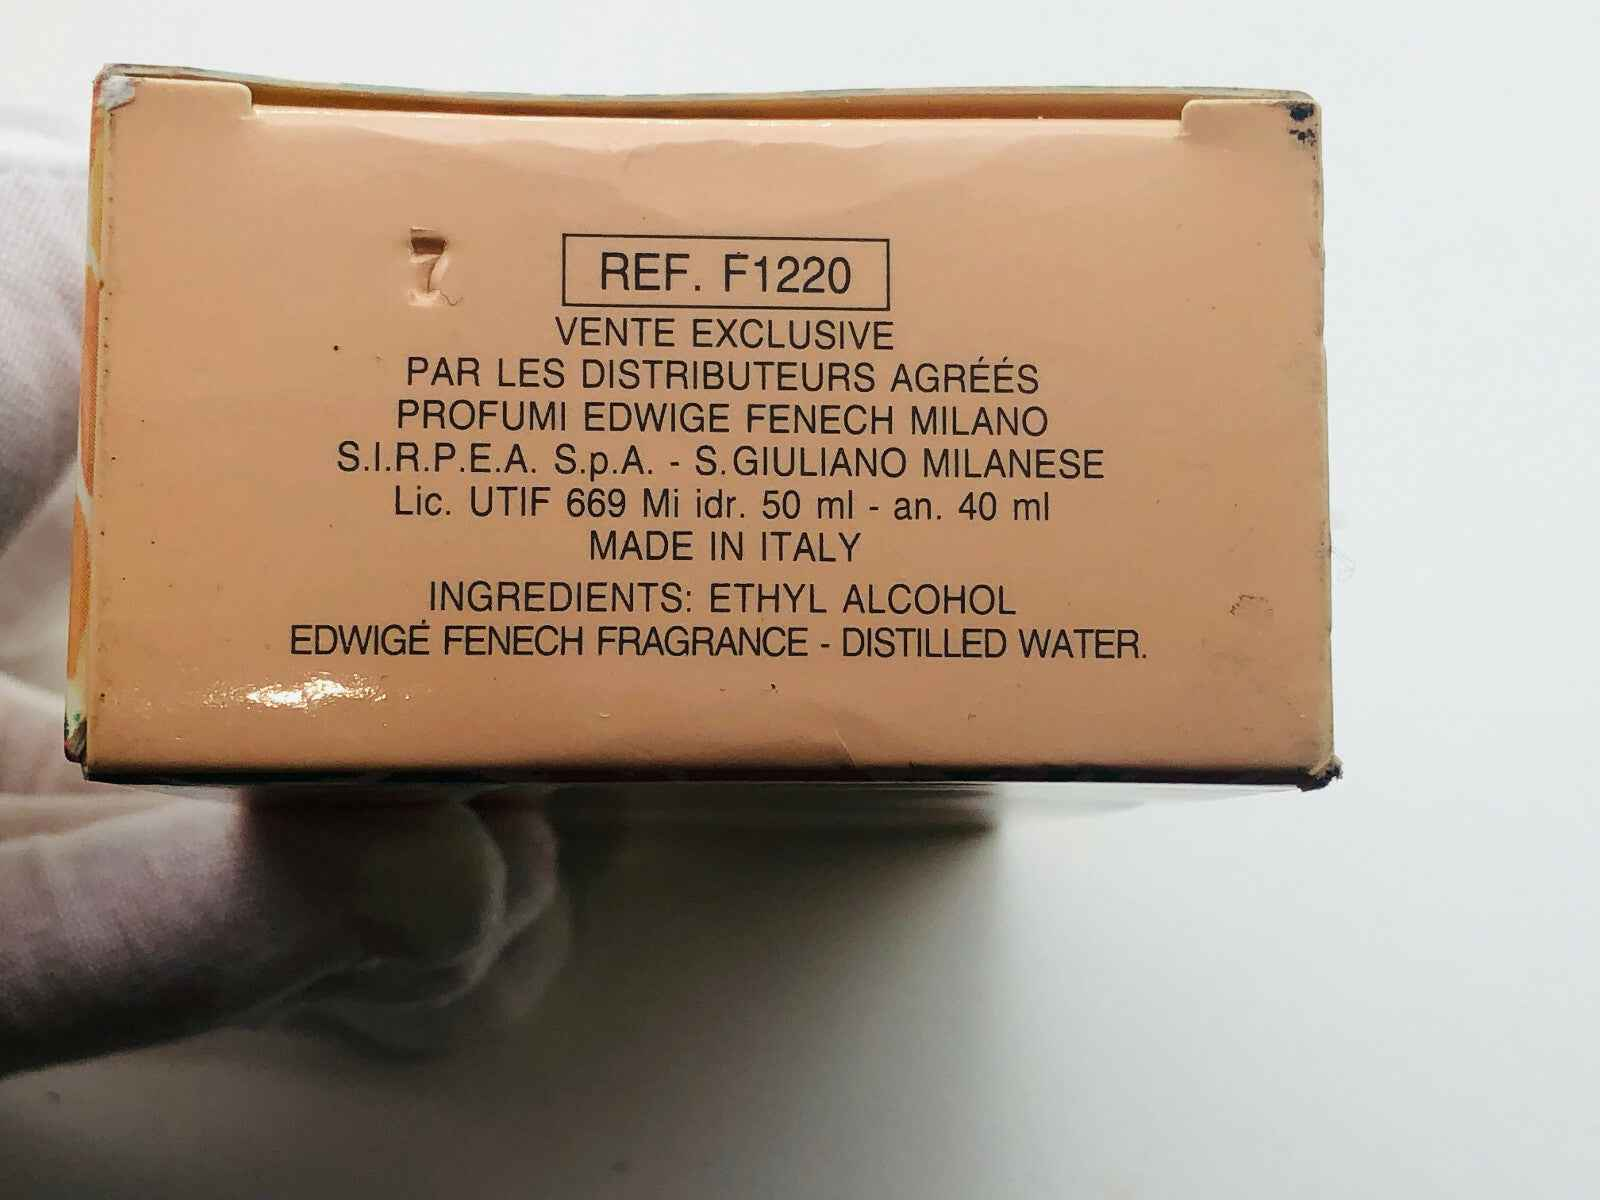 7
REF. F1220
VENTE EXCLUSIVE
PAR LES DISTRIBUTEURS AGRÉÉS
PROFUMI EDWIGE FENECH MILANO
S.I.R.P.E.A. S.p.A. - S.GIULIANO MILANESE
Lic. UTIF 669 Mi idr. 50 ml - an. 40 ml
MADE IN ITALY
INGREDIENTS: ETHYL ALCOHOL
EDWIGE FENECH FRAGRANCE - DISTILLED WATER.